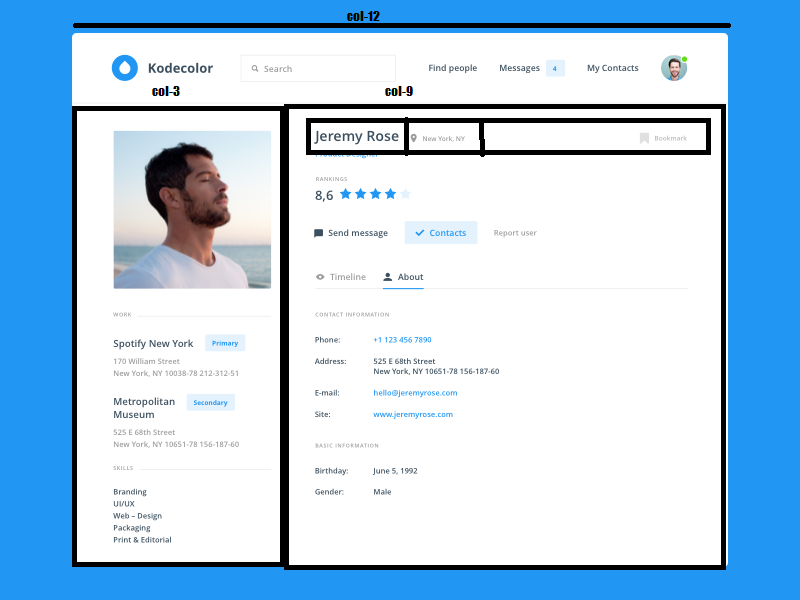 col-12
Kodecolor
Search
Find people
Messages 4
My Contacts
col-3
col-9
Jeremy Rose
New York, NY
Bookmark
Product Designer
RANKINGS
8,6
Send message
Contacts
Report user
Timeline
About
CONTACT INFORMATION
Phone: +1 123 456 7890
Address: 525 E 68th Street
New York, NY 10651-78 156-187-60
E-mail: hello@jeremyrose.com
Site: www.jeremyrose.com
BASIC INFORMATION
Birthday: June 5, 1992
Gender: Male
WORK
Spotify New York Primary
170 William Street
New York, NY 10038-78 212-312-51
Metropolitan
Museum
Secondary
525 E 68th Street
New York, NY 10651-78 156-187-60
SKILLS
Branding
UI/UX
Web – Design
Packaging
Print & Editorial